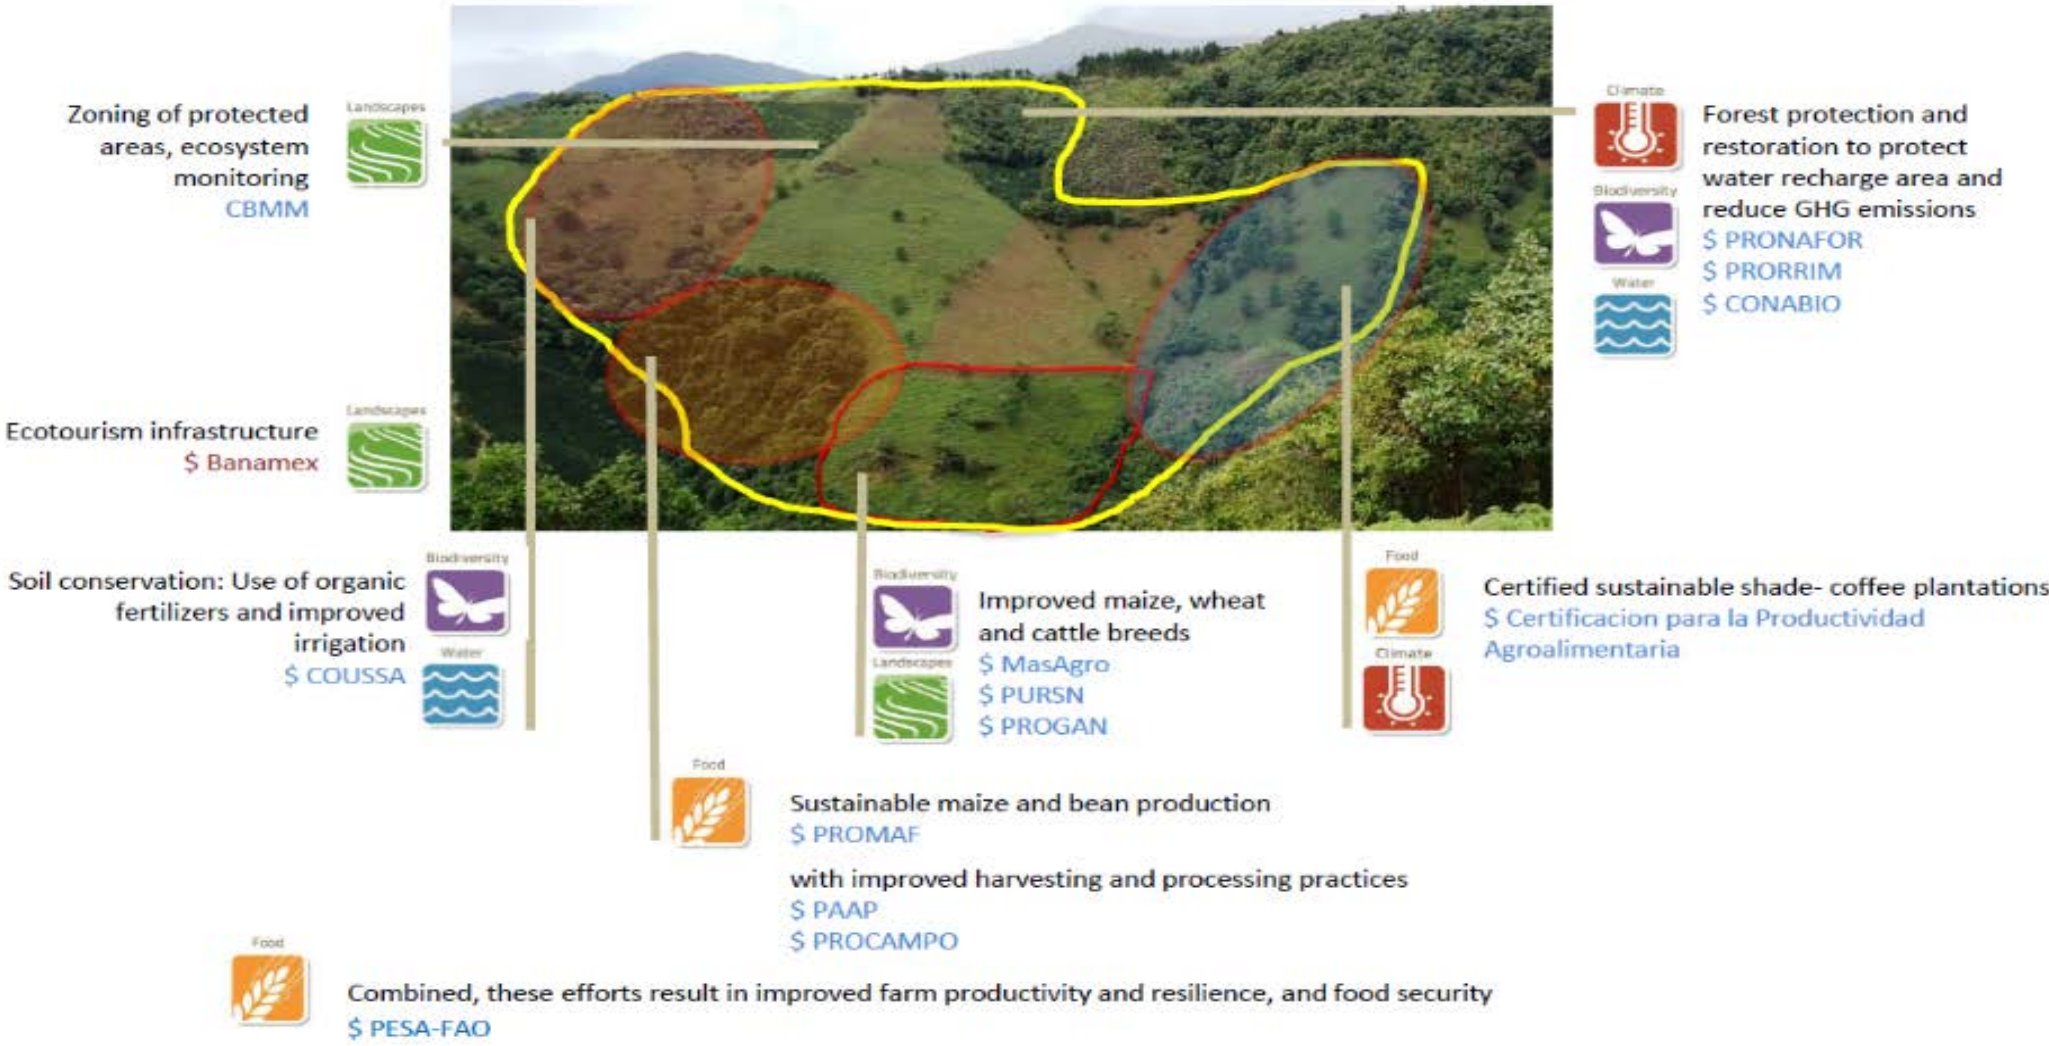 Landscapes
Zoning of protected
areas, ecosystem
monitoring
CBMM
Climate
Biodiversity
Water
Forest protection and
restoration to protect
water recharge area and
reduce GHG emissions
$ PRONAFOR
$ PRORRIM
$ CONABIO
Landscapes
Ecotourism infrastructure
$ Banamex
Biodiversity
Water
Soil conservation: Use of organic
fertilizers and improved
irrigation
$ COUSSA
Biodiversity
Landscapes
Improved maize, wheat
and cattle breeds
$ MasAgro
$ PURSN
$ PROGAN
Food
Climate
Certified sustainable shade- coffee plantations
$ Certificacion para la Productividad
Agroalimentaria
Food
Sustainable maize and bean production
$ PROMAF
with improved harvesting and processing practices
$ PAAP
$ PROCAMPO
Food
Combined, these efforts result in improved farm productivity and resilience, and food security
$ PESA-FAO